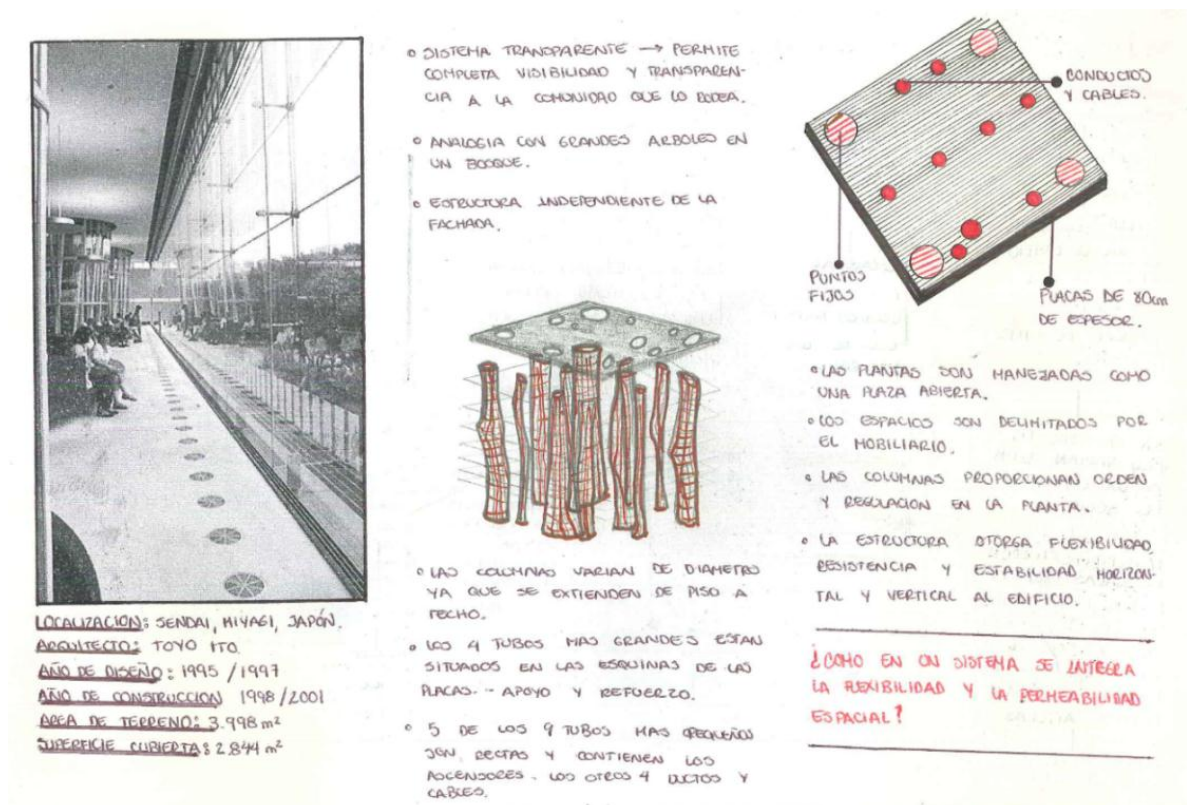 LOCALIZACION: SENDAI, MIYAGI, JAPÓN.
ARQUITECTO: TOYO ITO
AÑO DE DISEÑO: 1995 / 1997
AÑO DE CONSTRUCCION 1998/2001
AREA DE TERRENO: 3.998 m²
SUPERFICIE CUBIERTA: 2.844 m²
SISTEMA TRANSPARENTE → PERMITE
COMPLETA VISIBILIDAD Y TRANSPAREN-
CIA A LA COMUNIDAD QUE LO RODEA.
ANALOGIA CON GRANDES ARBOLES EN
UN BOSQUE.
ESTRUCTURA INDEPENDIENTE DE LA
FACHADA.
LAS COLUMNAS VARIAN DE DIAMETRO
YA QUE SE EXTIENDEN DE PISO A
TECHO.
LOS 4 TUBOS MAS GRANDES ESTAN
SITUADOS EN LAS ESQUINAS DE LAS
PLACAS. - APOYO Y REFUERZO.
5 DE LOS 9 TUBOS MAS PEQUEÑOS
SON RECTAS Y CONTIENEN LOS
ASCENSORES. LOS OTROS 4 DUCTOS Y
CABLES.
CONDUCTOS
Y CABLES.
PUNTOS
FIJOS
PLACAS DE 80cm
DE ESPESOR.
LAS PLANTAS SON MANEJADAS COMO
UNA PLAZA ABIERTA.
LOS ESPACIOS SON DELIMITADOS POR
EL MOBILIARIO.
LAS COLUMNAS PROPORCIONAN ORDEN
Y REGULACION EN LA PLANTA.
LA ESTRUCTURA OTORGA FLEXIBILIDAD,
RESISTENCIA Y ESTABILIDAD HORIZON-
TAL Y VERTICAL AL EDIFICIO.
¿COMO EN UN SISTEMA SE INTEGRA
LA FLEXIBILIDAD Y LA PERMEABILIDAD
ESPACIAL?